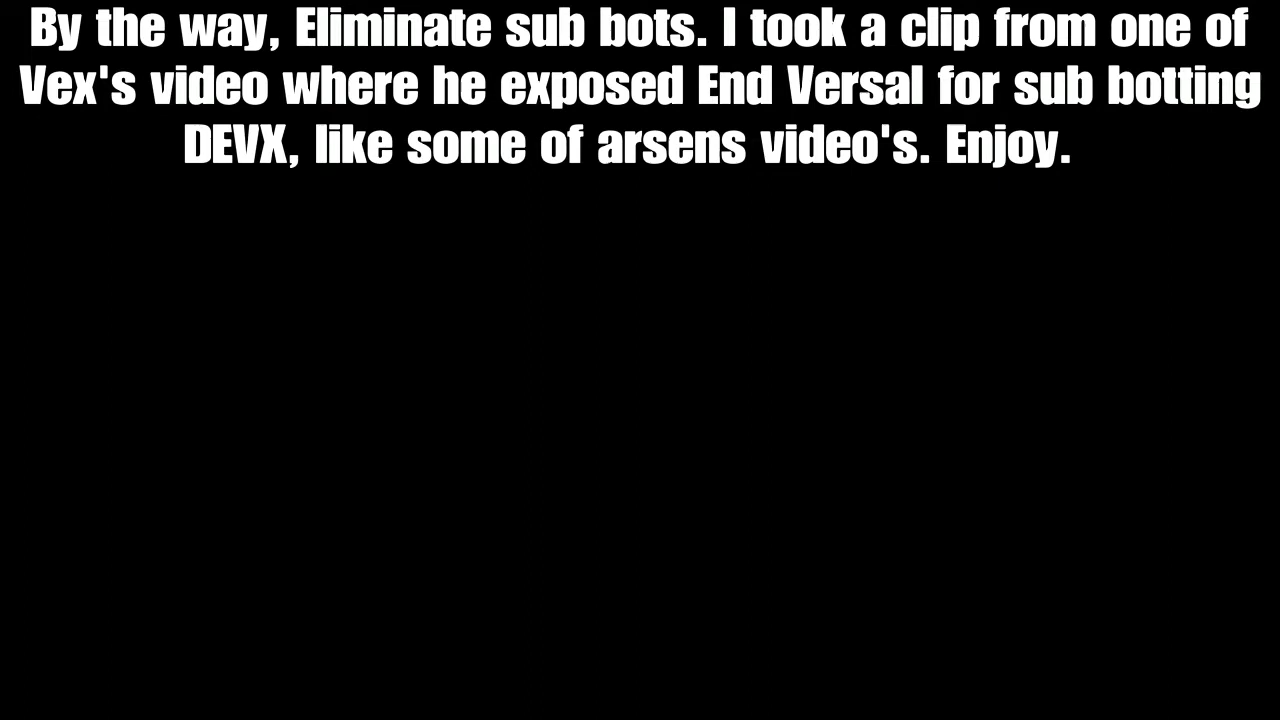 By the way, Eliminate sub bots. I took a clip from one of
Vex's video where he exposed End Versal for sub botting
DEVX, like some of arsens video's. Enjoy.